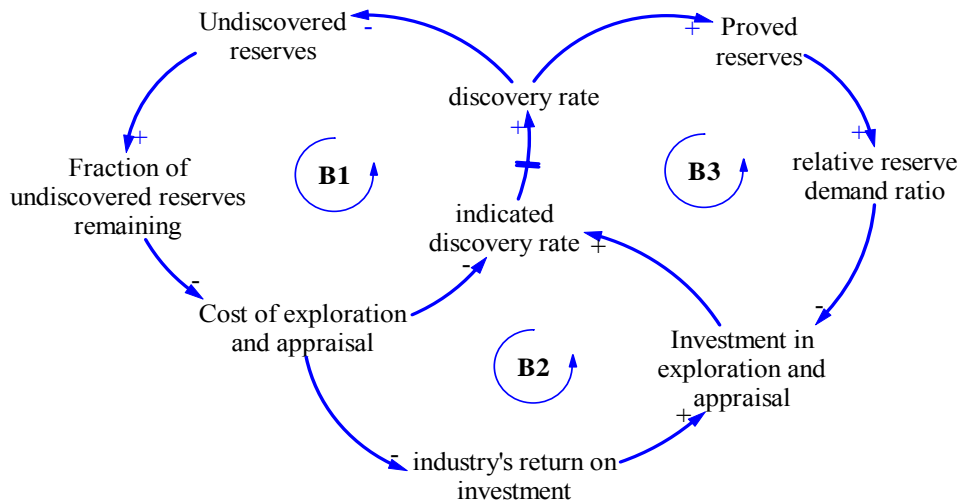 Undiscovered
reserves
-
+
Proved
reserves
discovery rate
+
+
+
Fraction of
undiscovered reserves
remaining
B1
B3
relative reserve
demand ratio
indicated
discovery rate
-
+
-
Cost of exploration
and appraisal
-
Investment in
exploration and
appraisal
B2
+
-
industry's return on
investment